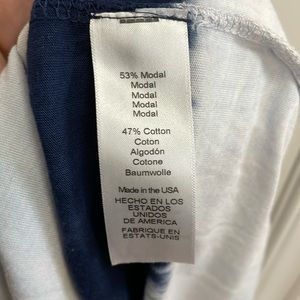 53% Modal
Modal
Modal
Modal
Modal
47% Cotton
Coton
Algodón
Cotone
Baumwolle
Made in the USA
HECHO EN LOS
ESTADOS
UNIDOS
DE AMERICA
FABRIQUE EN
ESTATS-UNIS